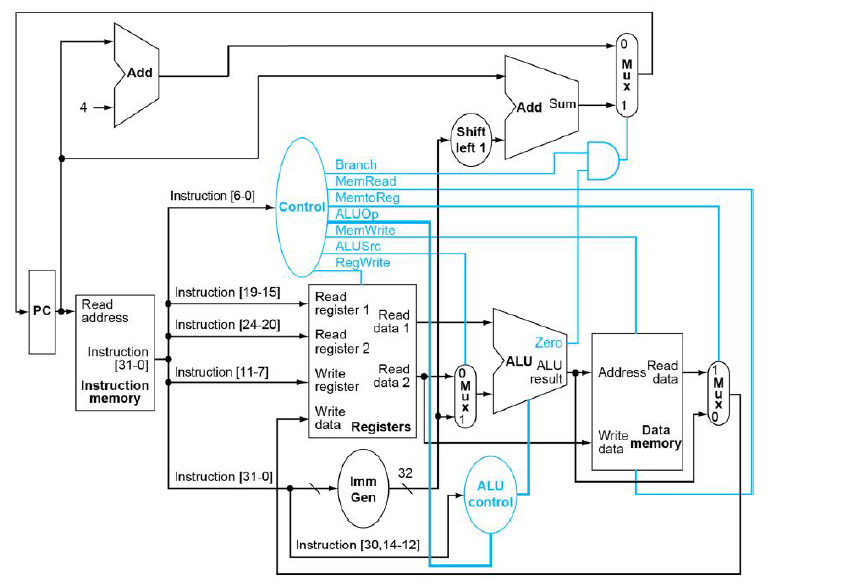 Add
4
0
Mux
1
Add Sum
Shift
left 1
Branch
MemRead
MemtoReg
ALUOp
MemWrite
ALUSrc
RegWrite
Control
Instruction [6-0]
PC
Read
address
Instruction
[31-0]
Instruction
memory
Instruction [19-15]
Instruction [24-20]
Instruction [11-7]
Read
register 1
Read
register 2
Write
register
Write
data
Read
data 1
Read
data 2
Registers
0
Mux
1
Zero
ALU
ALU
result
Address
Read
data
Write
data
Data
memory
1
Mux
0
Instruction [31-0]
Imm
Gen
32
ALU
control
Instruction [30,14-12]